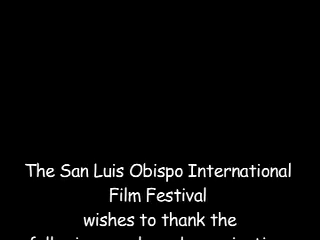 The San Luis Obispo International
Film Festival
wishes to thank the